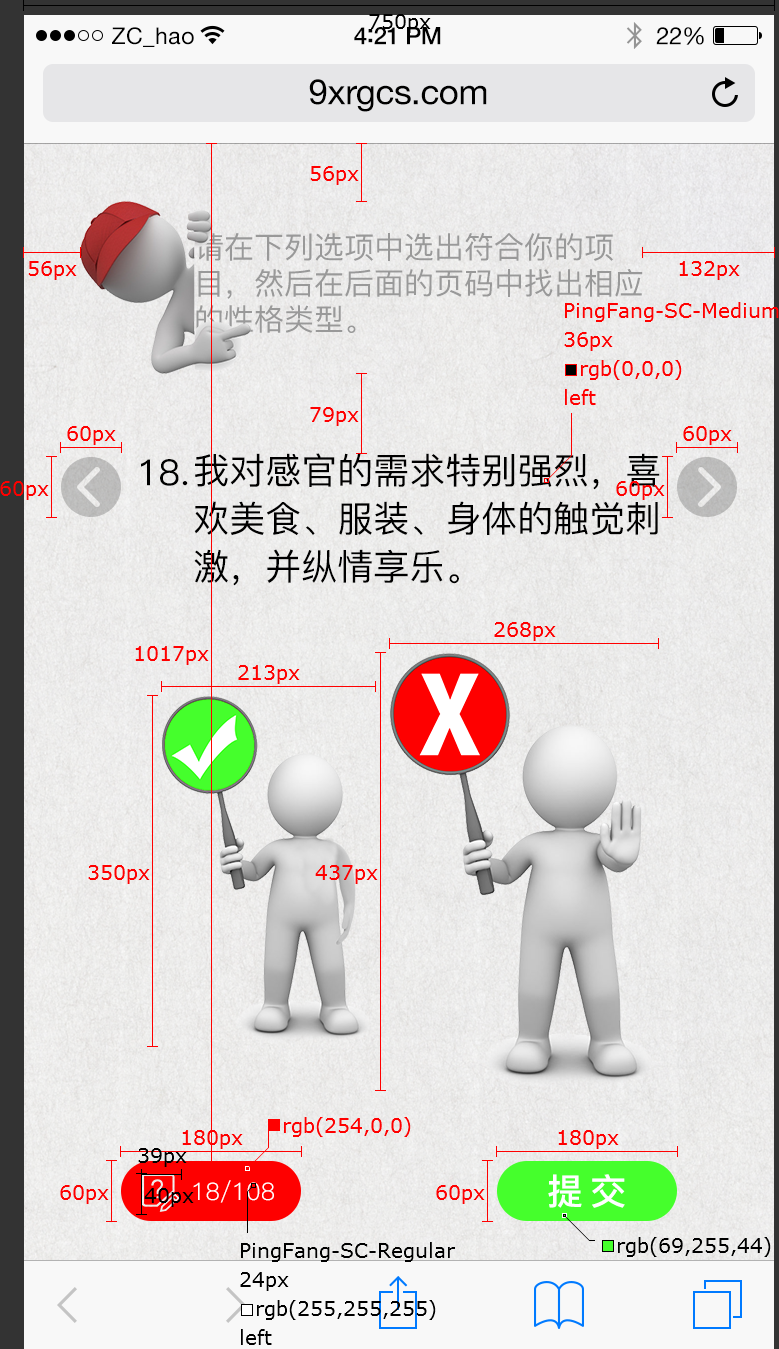 750px
ZC_hao
4:21 PM
22%
9xrgcs.com
56px
请在下列选项中选出符合你的项
目，然后在后面的页码中找出相应
的性格类型。
56px
132px
PingFang-SC-Medium
36px
rgb(0,0,0)
left
79px
60px
60px
60px
60px
18.我对感官的需求特别强烈，喜
欢美食、服装、身体的触觉刺
激，并纵情享乐。
1017px
268px
213px
X
350px
437px
rgb(254,0,0)
180px
180px
39px
60px
40px
?
18/108
60px
提交
PingFang-SC-Regular
24px
rgb(255,255,255)
left
rgb(69,255,44)